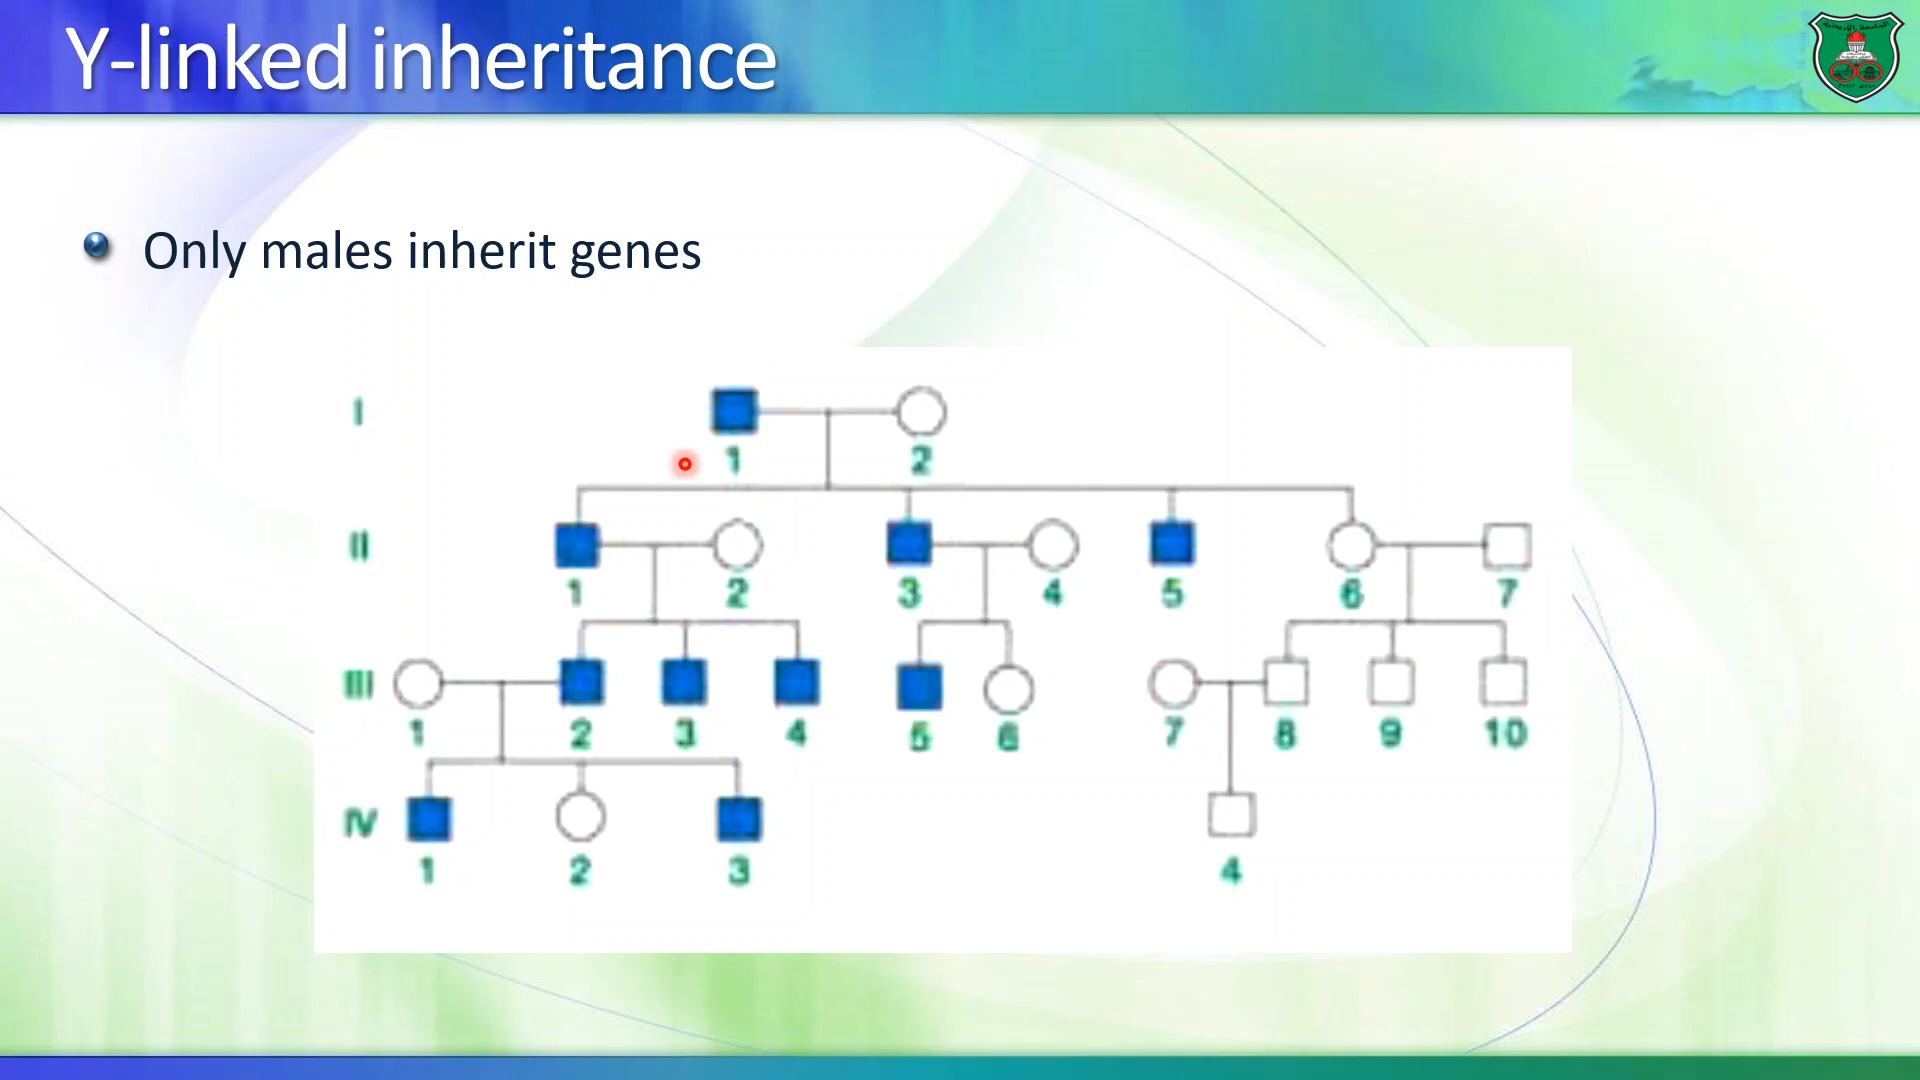 Y-linked inheritance
Only males inherit genes
I
1 2
II
1 2 3 4 5 6 7
III
1 2 3 4 5 6 7 8 9 10
IV
1 2 3 4